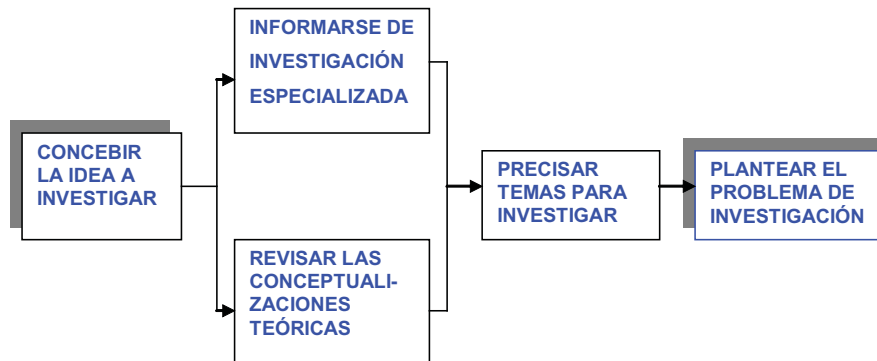 INFORMARSE DE
INVESTIGACIÓN
ESPECIALIZADA
CONCEBIR
LA IDEA A
INVESTIGAR
REVISAR LAS
CONCEPTUALI-
ZACIONES
TEÓRICAS
PRECISAR
TEMAS PARA
INVESTIGAR
PLANTEAR EL
PROBLEMA DE
INVESTIGACIÓN